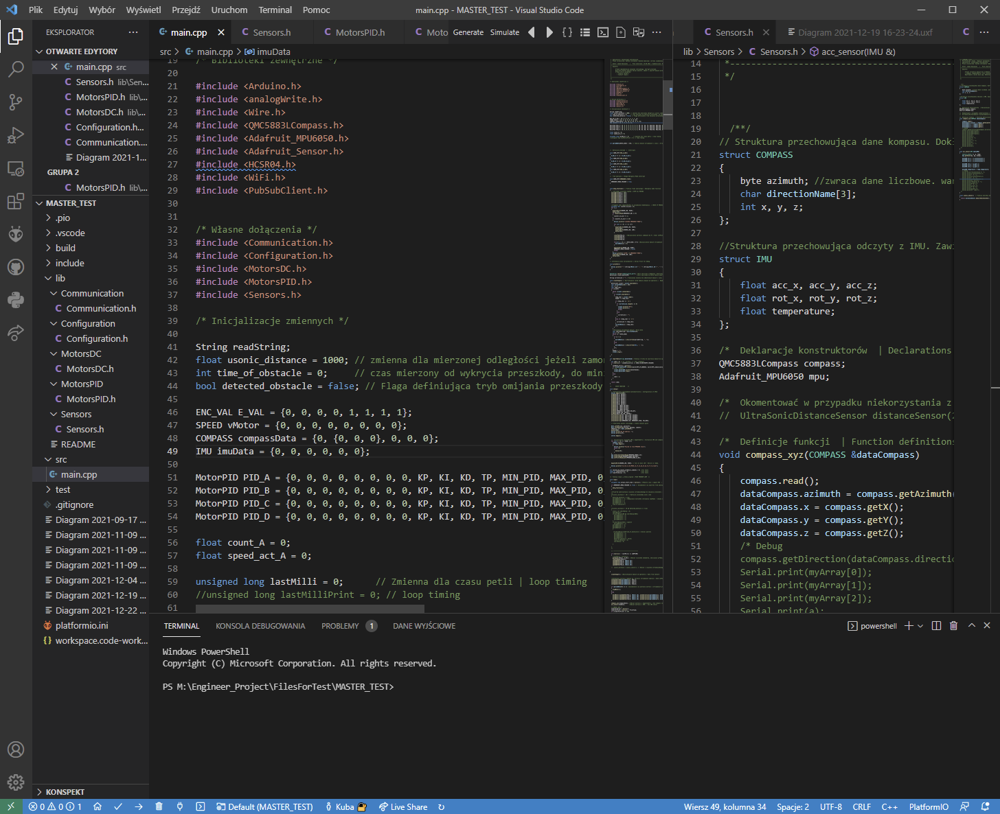 Plik Edytuj Wybór Wyświetl Przejdź Uruchom Terminal Pomoc
main.cpp - MASTER_TEST - Visual Studio Code
EKSPLORATOR
OTWARTE EDYTORY
main.cpp src
Sensors.h lib\Sen...
MotorsPID.h lib\...
MotorsDC.h lib\...
Configuration.h...
Communication....
Diagram 2021-1...
GRUPA 2
MotorsPID.h lib\...
MASTER_TEST
.pio
.vscode
build
include
lib
Communication
Communication.h
Configuration
Configuration.h
MotorsDC
MotorsDC.h
MotorsPID
MotorsPID.h
Sensors
Sensors.h
README
src
main.cpp
test
.gitignore
Diagram 2021-09-17 ...
Diagram 2021-11-09 ...
Diagram 2021-11-09 ...
Diagram 2021-11-09 ...
Diagram 2021-12-04 ...
Diagram 2021-12-19 ...
Diagram 2021-12-22 ...
platformio.ini
workspace.code-work...
KONSPEKT
main.cpp Sensors.h MotorsPID.h Moto Generate Simulate
src > main.cpp > imuData
19 /* Biblioteki zewnętrzne */
20
21 #include <Arduino.h>
22 #include <analogWrite.h>
23 #include <Wire.h>
24 #include <QMC5883LCompass.h>
25 #include <Adafruit_MPU6050.h>
26 #include <Adafruit_Sensor.h>
27 #include <HCSR04.h>
28 #include <WiFi.h>
29 #include <PubSubClient.h>
30
31
32 /* Własne dołączenia */
33 #include <Communication.h>
34 #include <Configuration.h>
35 #include <MotorsDC.h>
36 #include <MotorsPID.h>
37 #include <Sensors.h>
38
39 /* Inicjalizacje zmiennych */
40
41 String readString;
42 float usonic_distance = 1000; // zmienna dla mierzonej odległości jeżeli zamon
43 int time_of_obstacle = 0; // czas mierzony od wykrycia przeszkody, do min
44 bool detected_obstacle = false; // Flaga definiująca tryb omijania przeszkody
45
46 ENC_VAL E_VAL = {0, 0, 0, 0, 1, 1, 1, 1};
47 SPEED vMotor = {0, 0, 0, 0, 0, 0, 0, 0};
48 COMPASS compassData = {0, {0, 0, 0}, 0, 0, 0};
49 IMU imuData = {0, 0, 0, 0, 0, 0};
50
51 MotorPID PID_A = {0, 0, 0, 0, 0, 0, 0, 0, KP, KI, KD, TP, MIN_PID, MAX_PID, 0
52 MotorPID PID_B = {0, 0, 0, 0, 0, 0, 0, 0, KP, KI, KD, TP, MIN_PID, MAX_PID, 0
53 MotorPID PID_C = {0, 0, 0, 0, 0, 0, 0, 0, KP, KI, KD, TP, MIN_PID, MAX_PID, 0
54 MotorPID PID_D = {0, 0, 0, 0, 0, 0, 0, 0, KP, KI, KD, TP, MIN_PID, MAX_PID, 0
55
56 float count_A = 0;
57 float speed_act_A = 0;
58
59 unsigned long lastMilli = 0; // Zmienna dla czasu petli | loop timing
60 //unsigned long lastMilliPrint = 0; // loop timing
61
Sensors.h Diagram 2021-12-19 16-23-24.uxf
lib > Sensors > Sensors.h > acc_sensor(IMU &)
14 *-----------------------------------------
15 */
16
17
18
19 /**/
20 // Struktura przechowująca dane kompasu. Dok
21 struct COMPASS
22 {
23 byte azimuth; //zwraca dane liczbowe. war
24 char directionName[3];
25 int x, y, z;
26 };
27
28 //Struktura przechowująca odczyty z IMU. Zaw
29 struct IMU
30 {
31 float acc_x, acc_y, acc_z;
32 float rot_x, rot_y, rot_z;
33 float temperature;
34 };
35
36 /* Deklaracje konstruktorów | Declarations
37 QMC5883LCompass compass;
38 Adafruit_MPU6050 mpu;
39
40 /* Okomentować w przypadku niekorzystania z
41 // UltraSonicDistanceSensor distanceSensor(2
42
43 /* Definicje funkcji | Function definitions
44 void compass_xyz(COMPASS &dataCompass)
45 {
46 compass.read();
47 dataCompass.azimuth = compass.getAzimuth(
48 dataCompass.x = compass.getX();
49 dataCompass.y = compass.getY();
50 dataCompass.z = compass.getZ();
51 /* Debug
52 compass.getDirection(dataCompass.directio
53 Serial.print(myArray[0]);
54 Serial.print(myArray[1]);
55 Serial.print(myArray[2]);
56 Serial.print(a);
TERMINAL KONSOLA DEBUGOWANIA PROBLEMY 1 DANE WYJŚCIOWE
powershell
Windows PowerShell
Copyright (C) Microsoft Corporation. All rights reserved.
PS M:\Engineer_Project\FilesForTest\MASTER_TEST>
0 0 1 Default (MASTER_TEST) Kuba Live Share
Wiersz 49, kolumna 34 Spacje: 2 UTF-8 CRLF C++ PlatformIO